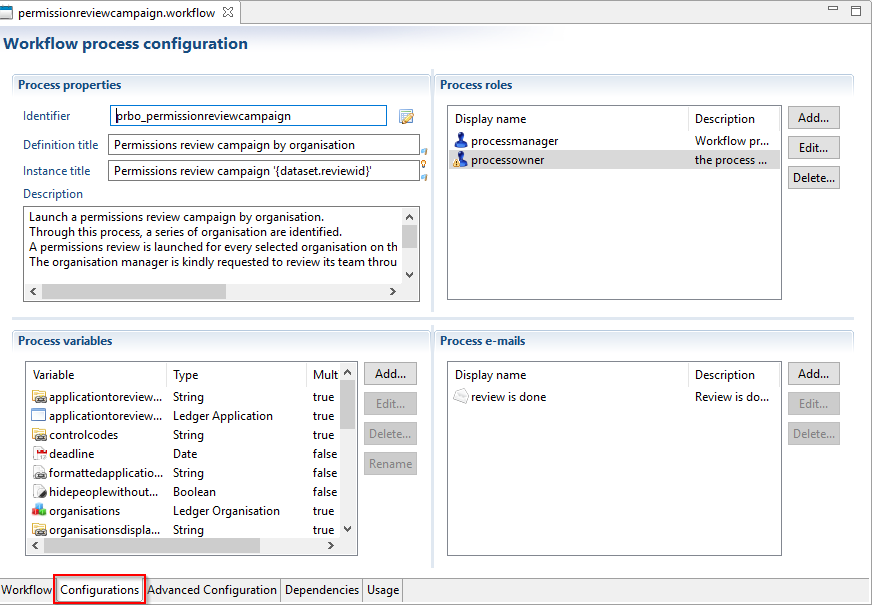 permissionreviewcampaign.workflow
Workflow process configuration
Process properties
Identifier
prbo_permissionreviewcampaign
Definition title
Permissions review campaign by organisation
Instance title
Permissions review campaign '{dataset.reviewid}'
Description
Launch a permissions review campaign by organisation.
Through this process, a series of organisation are identified.
A permissions review is launched for every selected organisation on th
The organisation manager is kindly requested to review its team throu
Process roles
Display name Description
processmanager Workflow pr...
processowner the process ...
Add...
Edit...
Delete...
Process variables
Variable Type Mult
applicationtoreview... String true
applicationtoreview... Ledger Application true
controlcodes String true
deadline Date false
formattedapplicatio... String false
hidepeoplewithout... Boolean false
organisations Ledger Organisation true
organisationsdispla... String true
Add...
Edit...
Delete...
Rename
Process e-mails
Display name Description
review is done Review is do...
Add...
Edit...
Delete...
Workflow Configurations Advanced Configuration Dependencies Usage